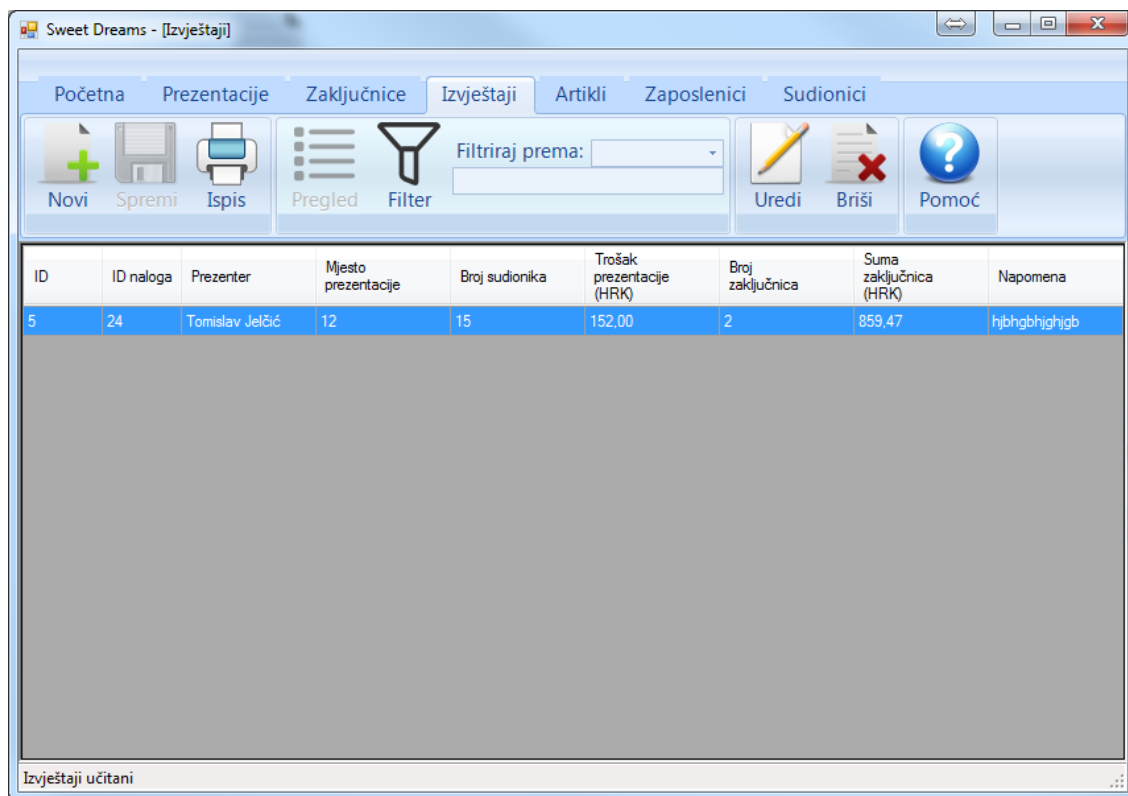 Sweet Dreams - [Izvještaji]
Početna Prezentacije Zaključnice Izvještaji Artikli Zaposlenici Sudionici
Filtriraj prema:
Novi Spremi Ispis Pregled Filter Uredi Briši Pomoć
ID ID naloga Prezenter Mjesto prezentacije Broj sudionika Trošak prezentacije (HRK) Broj zaključnica Suma zaključnica (HRK) Napomena
5 24 Tomislav Jelčić 12 15 152,00 2 859,47 hjbhgbhjghjgb
Izvještaji učitani